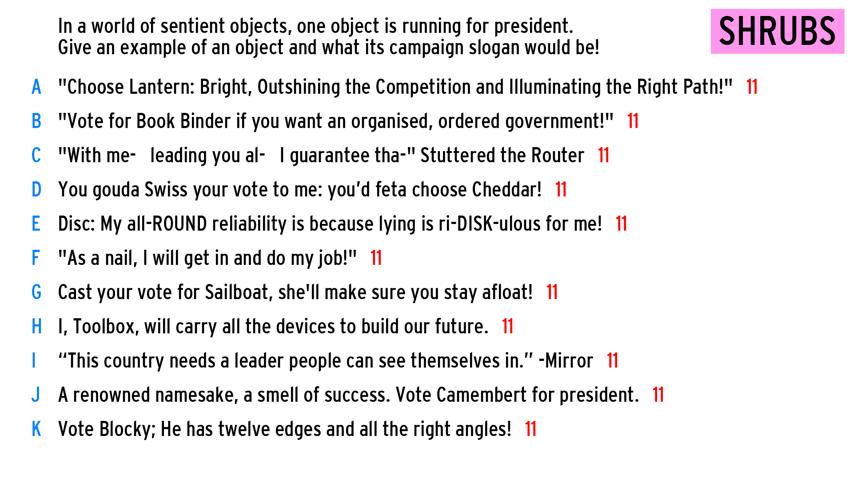 In a world of sentient objects, one object is running for president.
Give an example of an object and what its campaign slogan would be!
SHRUBS
A "Choose Lantern: Bright, Outshining the Competition and Illuminating the Right Path!" 11
B "Vote for Book Binder if you want an organised, ordered government!" 11
C "With me-  leading you al-  I guarantee tha-" Stuttered the Router 11
D You gouda Swiss your vote to me: you'd feta choose Cheddar! 11
E Disc: My all-ROUND reliability is because lying is ri-DISK-ulous for me! 11
F "As a nail, I will get in and do my job!" 11
G Cast your vote for Sailboat, she'll make sure you stay afloat! 11
H I, Toolbox, will carry all the devices to build our future. 11
I “This country needs a leader people can see themselves in.” -Mirror 11
J A renowned namesake, a smell of success. Vote Camembert for president. 11
K Vote Blocky; He has twelve edges and all the right angles! 11